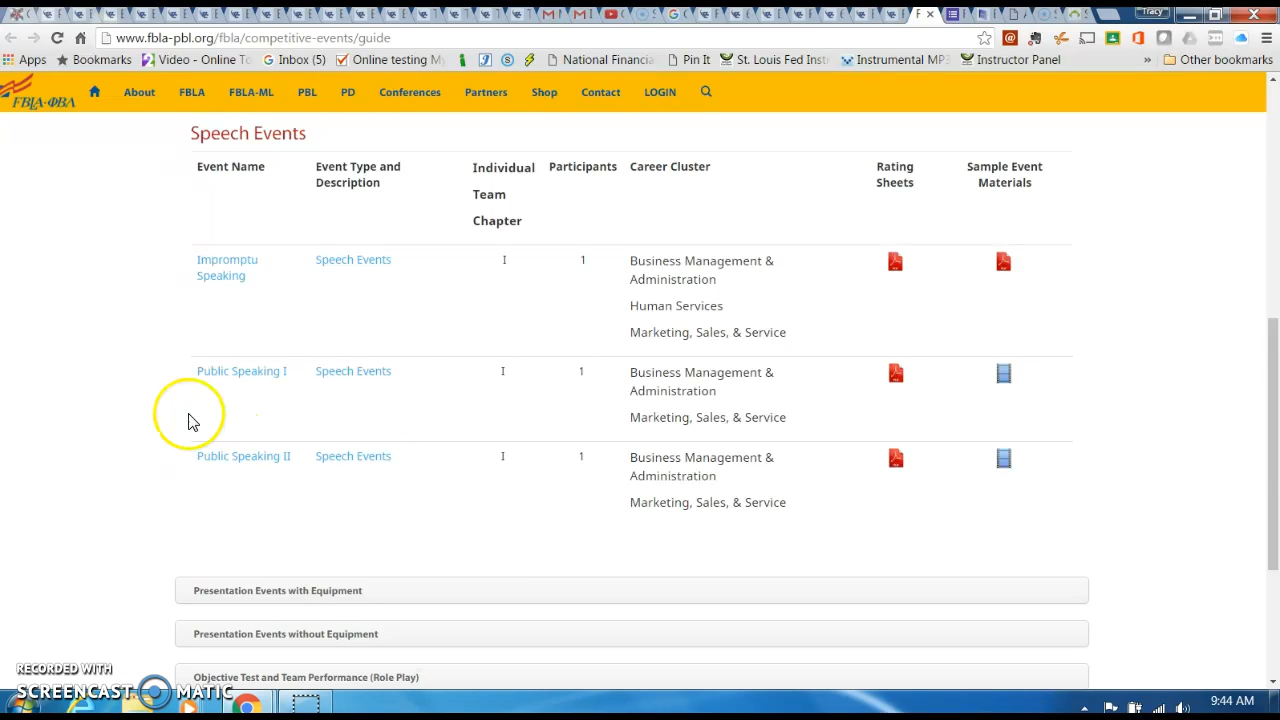 Tracy
www.fbla-pbl.org/fbla/competitive-events/guide
Apps Bookmarks Video - Online To Inbox (5) Online testing My National Financia Pin It St. Louis Fed Inst Instrumental MP3 Instructor Panel » Other bookmarks
FBLA-ΦBA About FBLA FBLA-ML PBL PD Conferences Partners Shop Contact LOGIN
Speech Events
Event Name Event Type and Description Individual Team Chapter Participants Career Cluster Rating Sheets Sample Event Materials
Impromptu Speaking Speech Events I 1 Business Management & Administration
Human Services
Marketing, Sales, & Service
Public Speaking I Speech Events I 1 Business Management & Administration
Marketing, Sales, & Service
Public Speaking II Speech Events I 1 Business Management & Administration
Marketing, Sales, & Service
Presentation Events with Equipment
Presentation Events without Equipment
Objective Test and Team Performance (Role Play)
RECORDED WITH
SCREENCAST MATIC
9:44 AM